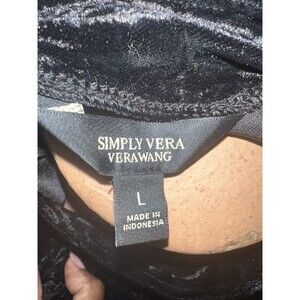 SIMPLY VERA
VERAWANG
L
MADE IN
INDONESIA